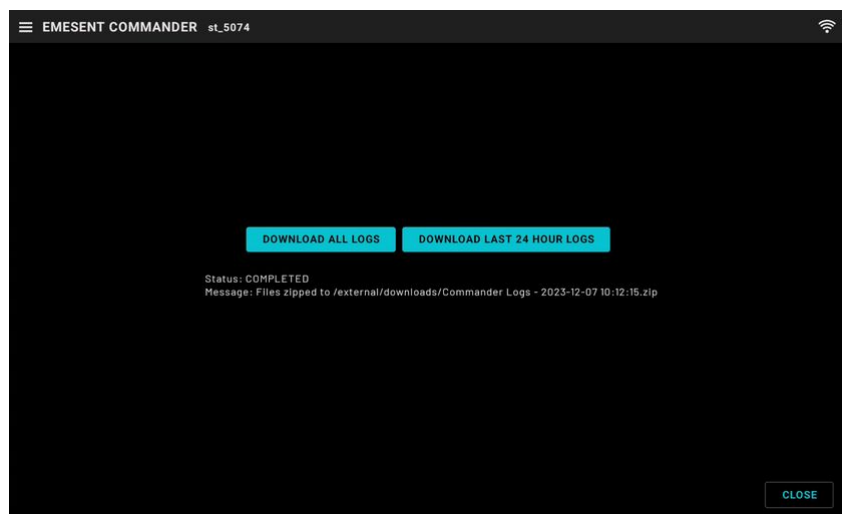 EMESENT COMMANDER st_5074
DOWNLOAD ALL LOGS DOWNLOAD LAST 24 HOUR LOGS
Status: COMPLETED
Message: Files zipped to /external/downloads/Commander Logs - 2023-12-07 10:12:15.zip
CLOSE